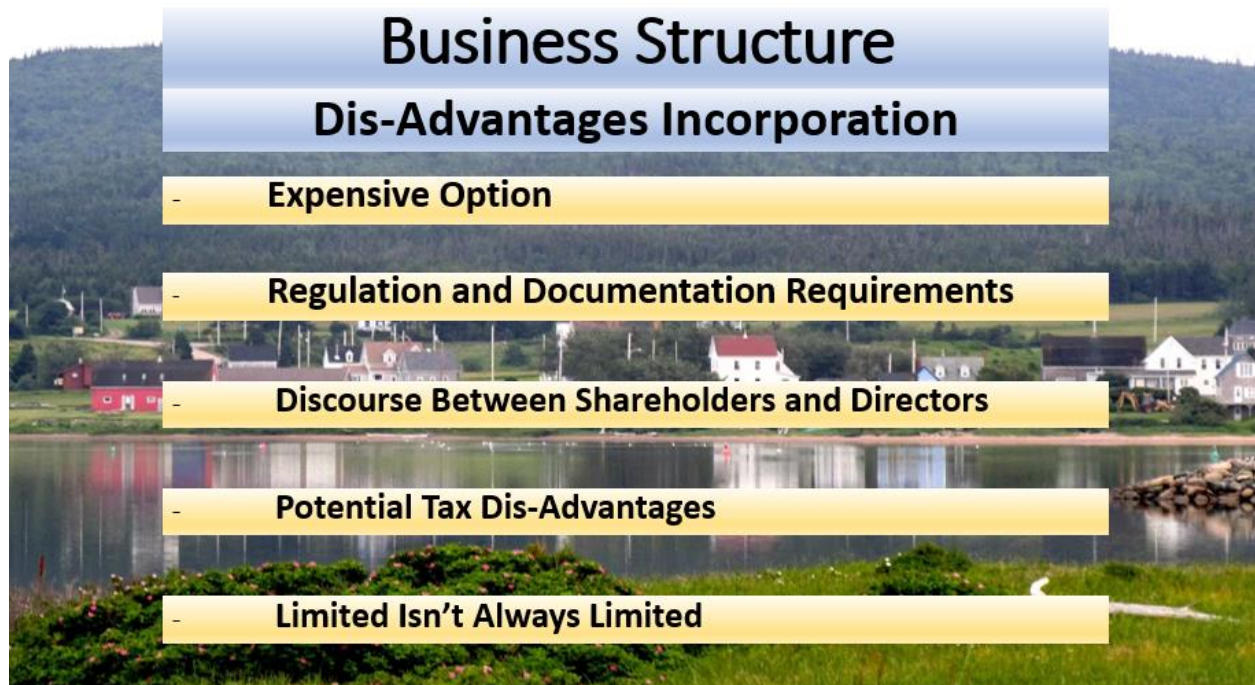 Business Structure
Dis-Advantages Incorporation
- Expensive Option
- Regulation and Documentation Requirements
- Discourse Between Shareholders and Directors
- Potential Tax Dis-Advantages
- Limited Isn’t Always Limited